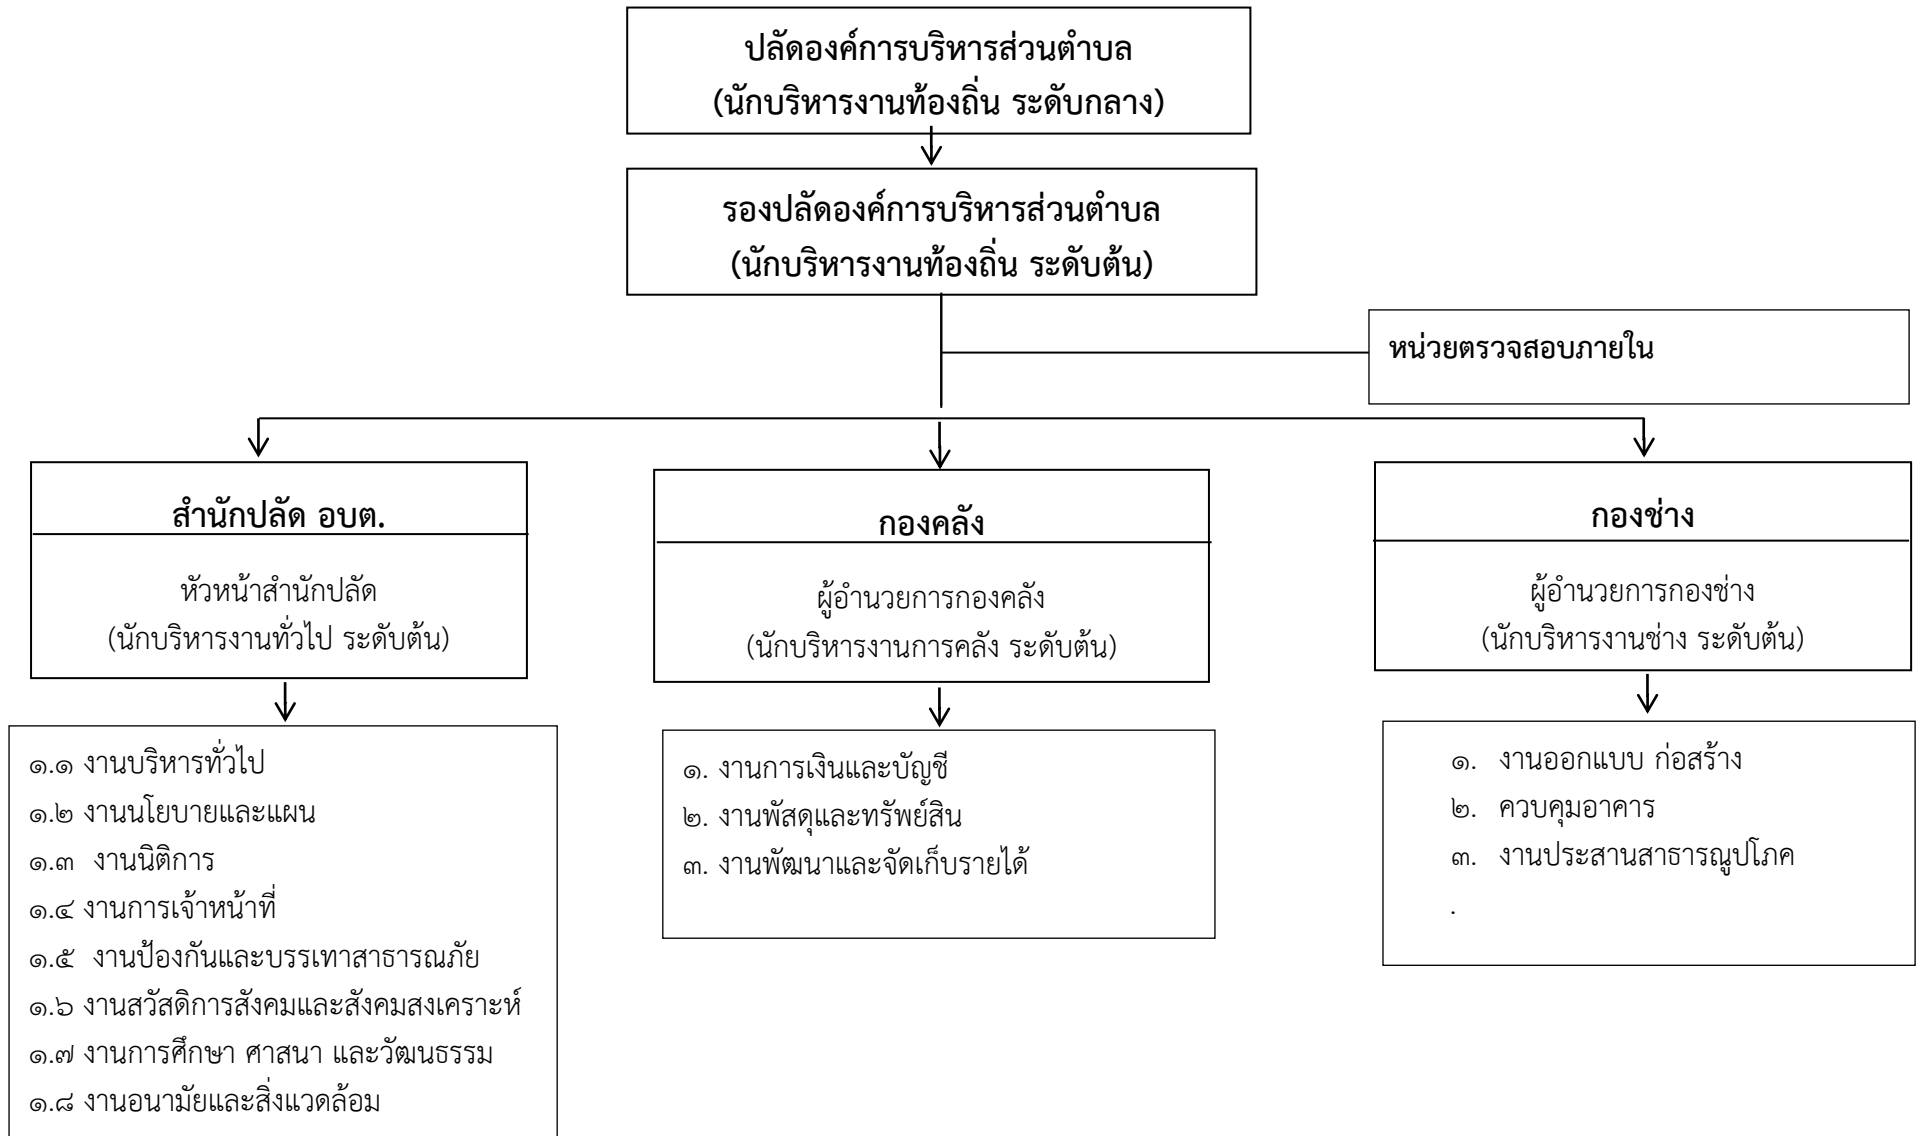 ปลัดองค์การบริหารส่วนตำบล
(นักบริหารงานท้องถิ่น ระดับกลาง)
รองปลัดองค์การบริหารส่วนตำบล
(นักบริหารงานท้องถิ่น ระดับต้น)
หน่วยตรวจสอบภายใน
สำนักปลัด อบต.
หัวหน้าสำนักปลัด
(นักบริหารงานทั่วไป ระดับต้น)
๑.๑ งานบริหารทั่วไป
๑.๒ งานนโยบายและแผน
๑.๓ งานนิติการ
๑.๔ งานการเจ้าหน้าที่
๑.๕ งานป้องกันและบรรเทาสาธารณภัย
๑.๖ งานสวัสดิการสังคมและสังคมสงเคราะห์
๑.๗ งานการศึกษา ศาสนา และวัฒนธรรม
๑.๘ งานอนามัยและสิ่งแวดล้อม
กองคลัง
ผู้อำนวยการกองคลัง
(นักบริหารงานการคลัง ระดับต้น)
๑. งานการเงินและบัญชี
๒. งานพัสดุและทรัพย์สิน
๓. งานพัฒนาและจัดเก็บรายได้
กองช่าง
ผู้อำนวยการกองช่าง
(นักบริหารงานช่าง ระดับต้น)
๑. งานออกแบบ ก่อสร้าง
๒. ควบคุมอาคาร
๓. งานประสานสาธารณูปโภค
.